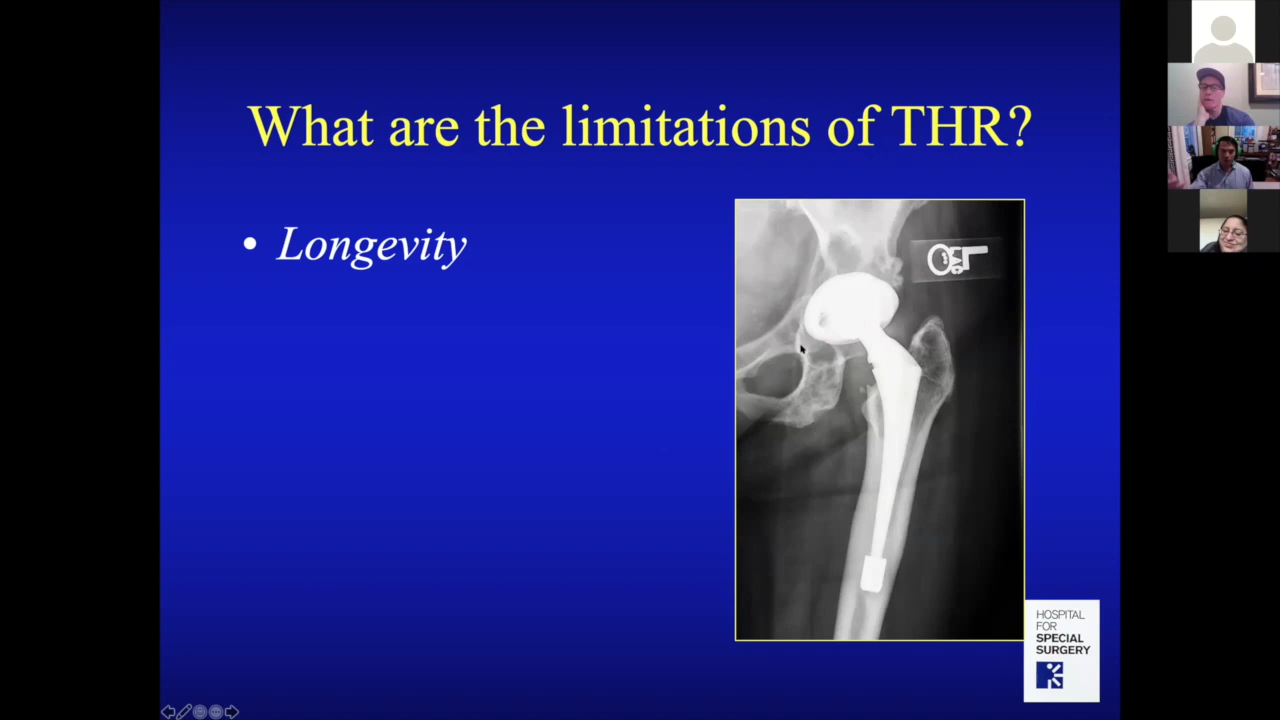 What are the limitations of THR?
• Longevity
HOSPITAL
FOR
SPECIAL
SURGERY